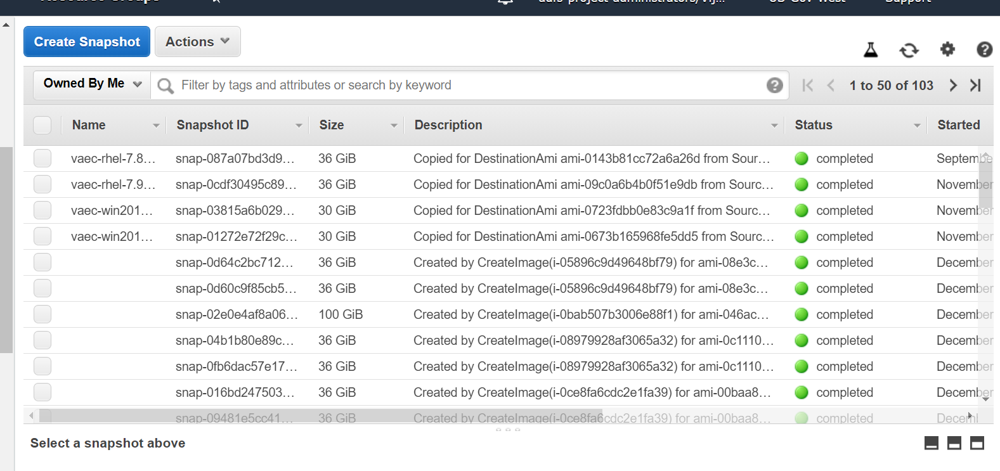 Resource Groups
US-Gov-West Support
Create Snapshot Actions
Owned By Me Filter by tags and attributes or search by keyword 1 to 50 of 103
Name Snapshot ID Size Description Status Started
vaec-rhel-7.8... snap-087a07bd3d9... 36 GiB Copied for DestinationAmi ami-0143b81cc72a6a26d from Sour... completed Septembe
vaec-rhel-7.9... snap-0cdf30495c89... 36 GiB Copied for DestinationAmi ami-09c0a6b4b0f51e9db from Sourc... completed November
vaec-win201... snap-03815a6b029... 30 GiB Copied for DestinationAmi ami-0723fdbb0e83c9a1f from Sourc... completed November
vaec-win201... snap-01272e72f29c... 30 GiB Copied for DestinationAmi ami-0673b165968fe5dd5 from Sourc... completed November
snap-0d64c2bc712... 36 GiB Created by CreateImage(i-05896c9d49648bf79) for ami-08e3c... completed December
snap-0d60c9f85cb5... 36 GiB Created by CreateImage(i-05896c9d49648bf79) for ami-08e3c... completed December
snap-02e0e4af8a06... 100 GiB Created by CreateImage(i-0bab507b3006e88f1) for ami-046ac... completed December
snap-04b1b80e89c... 36 GiB Created by CreateImage(i-08979928af3065a32) for ami-0c1110... completed December
snap-0fb6dac57e17... 36 GiB Created by CreateImage(i-08979928af3065a32) for ami-0c1110... completed December
snap-016bd247503... 36 GiB Created by CreateImage(i-0ce8fa6cdc2e1fa39) for ami-00baa8... completed December
snap-09481e5cc41... 36 GiB Created by CreateImage(i-0ce8fa6cdc2e1fa39) for ami-00baa8... completed Decemb
Select a snapshot above